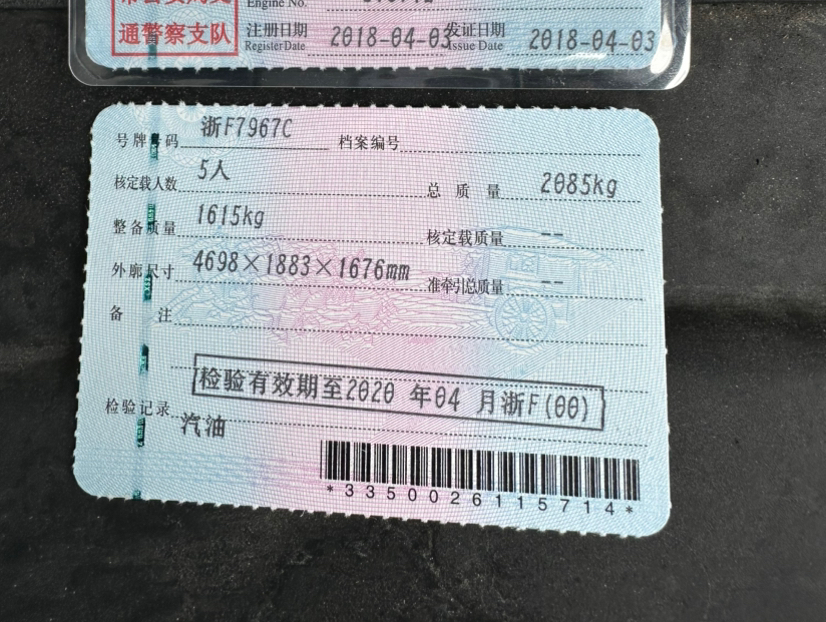 通警察支队
Engine No.
注册日期 2018-04-03 发证日期 2018-04-03
Register Date Issue Date
号牌号码 浙F7967C 档案编号
核定载人数 5人 总质量 2085kg
整备质量 1615kg 核定载质量 --
外廓尺寸 4698×1883×1676mm 准牵引总质量 --
备注
检验有效期至2020 年04 月浙F(00)
检验记录
汽油
*3350026115714*